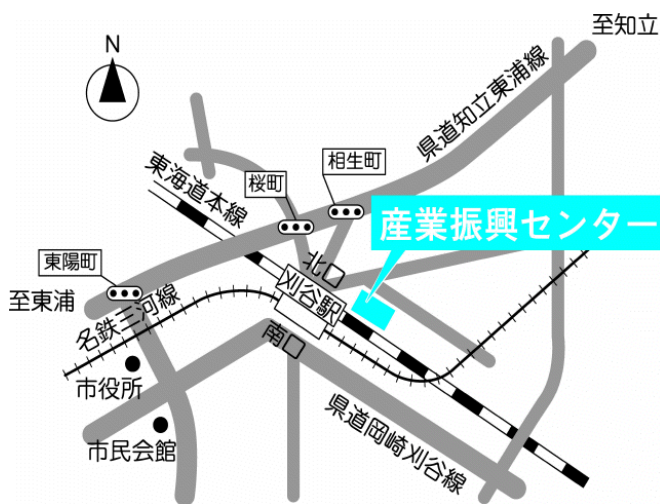 至知立
N
県道知立東浦線
相生町
桜町
東海道本線
産業振興センター
東陽町
北口
至東浦
刈谷駅
名鉄三河線
南口
市役所
県道岡崎刈谷線
市民会館